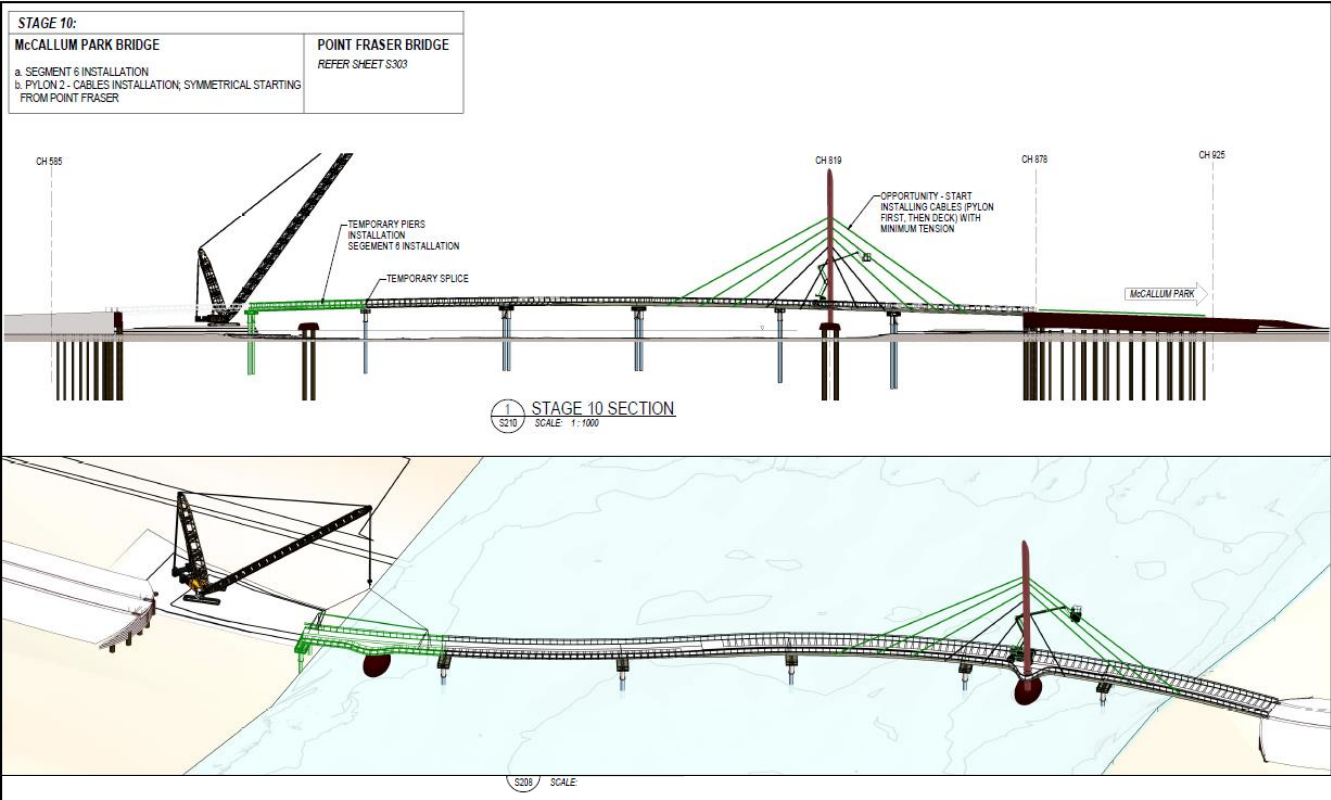 STAGE 10:
McCALLUM PARK BRIDGE
a. SEGMENT 6 INSTALLATION
b. PYLON 2 - CABLES INSTALLATION; SYMMETRICAL STARTING
FROM POINT FRASER
POINT FRASER BRIDGE
REFER SHEET S303
CH 585
CH 819
CH 878
CH 925
TEMPORARY PIERS
INSTALLATION
SEGEMENT 6 INSTALLATION
TEMPORARY SPLICE
OPPORTUNITY - START
INSTALLING CABLES (PYLON
FIRST, THEN DECK) WITH
MINIMUM TENSION
McCALLUM PARK
1
S210
STAGE 10 SECTION
SCALE: 1 : 1000
S208
SCALE: